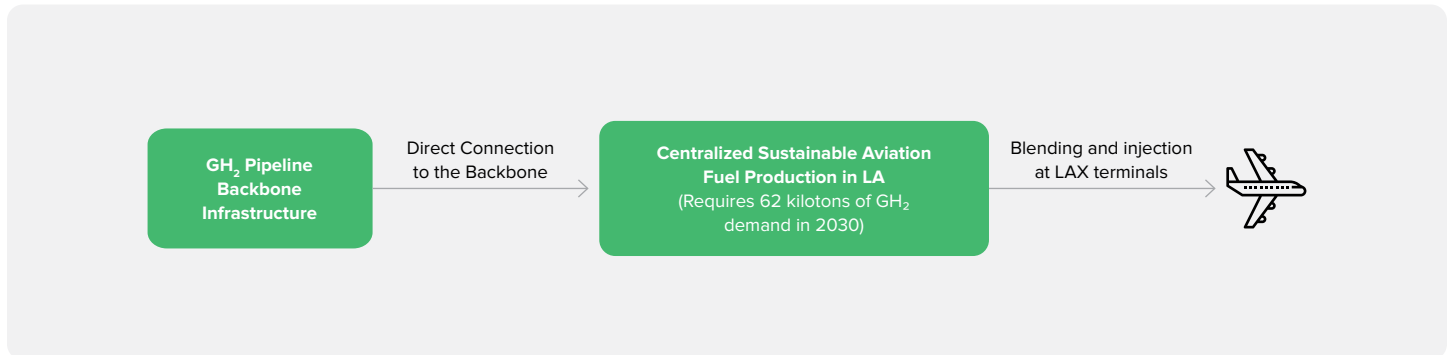 GH₂ Pipeline
Backbone
Infrastructure
Direct Connection
to the Backbone
Centralized Sustainable Aviation
Fuel Production in LA
(Requires 62 kilotons of GH₂
demand in 2030)
Blending and injection
at LAX terminals